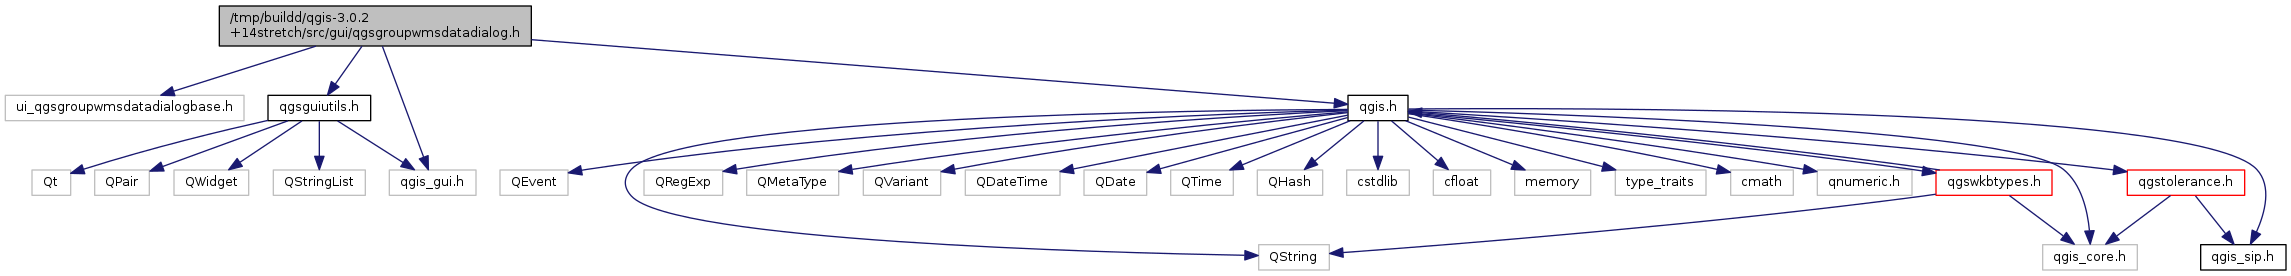 /tmp/buildd/qgis-3.0.2
+14stretch/src/gui/qgsgroupwmsdatadialog.h
ui_qgsgroupwmsdatadialogbase.h
qgsguiutils.h
qgis.h
Qt
QPair
QWidget
QStringList
qgis_gui.h
QEvent
QRegExp
QMetaType
QVariant
QDateTime
QDate
QTime
QHash
cstdlib
cfloat
memory
type_traits
cmath
qnumeric.h
qgswkbtypes.h
qgstolerance.h
QString
qgis_core.h
qgis_sip.h